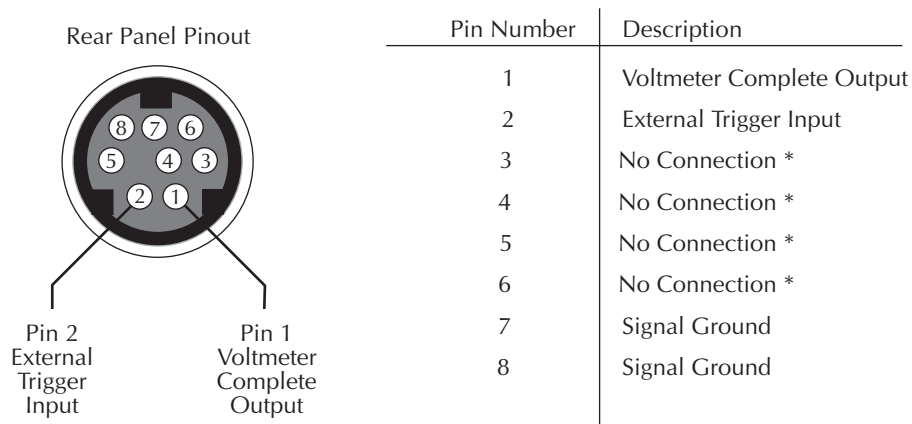 Rear Panel Pinout
8 7 6
5 4 3
2 1
Pin 2
External
Trigger
Input
Pin 1
Voltmeter
Complete
Output
Pin Number Description
1 Voltmeter Complete Output
2 External Trigger Input
3 No Connection *
4 No Connection *
5 No Connection *
6 No Connection *
7 Signal Ground
8 Signal Ground